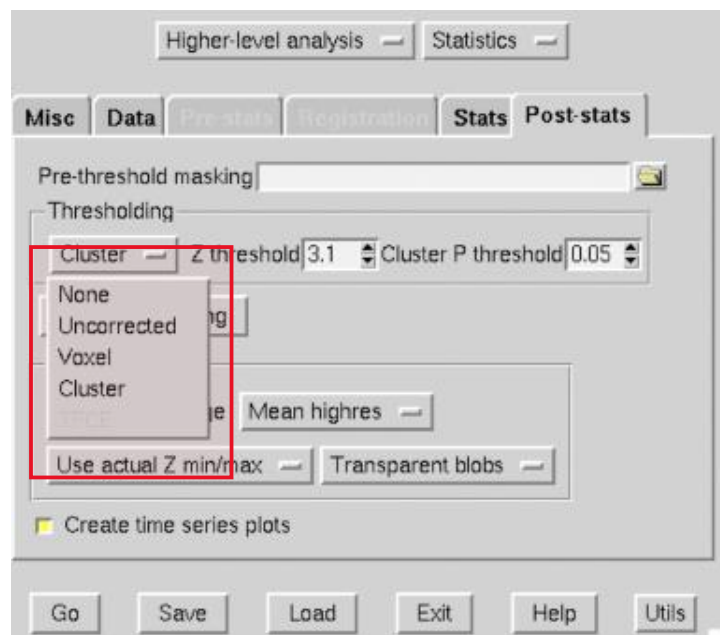 Higher-level analysis Statistics
Misc Data Pre-stats Registration Stats Post-stats
Pre-threshold masking
Thresholding
Cluster Z threshold 3.1 Cluster P threshold 0.05
None
Uncorrected
ng
Voxel
Cluster
TFCE
e Mean highres
Use actual Z min/max Transparent blobs
Create time series plots
Go Save Load Exit Help Utils